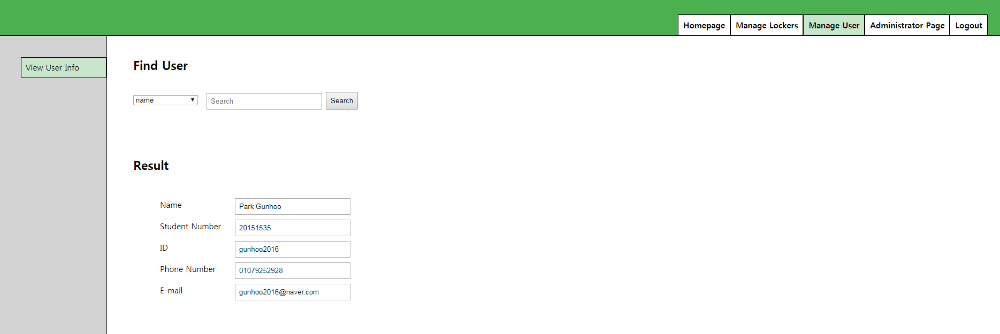 Homepage Manage Lockers Manage User Administrator Page Logout
View User Info
Find User
name Search Search
Result
Name Park Gunhoo
Student Number 20151535
ID gunhoo2016
Phone Number 01079252928
E-mail gunhoo2016@naver.com